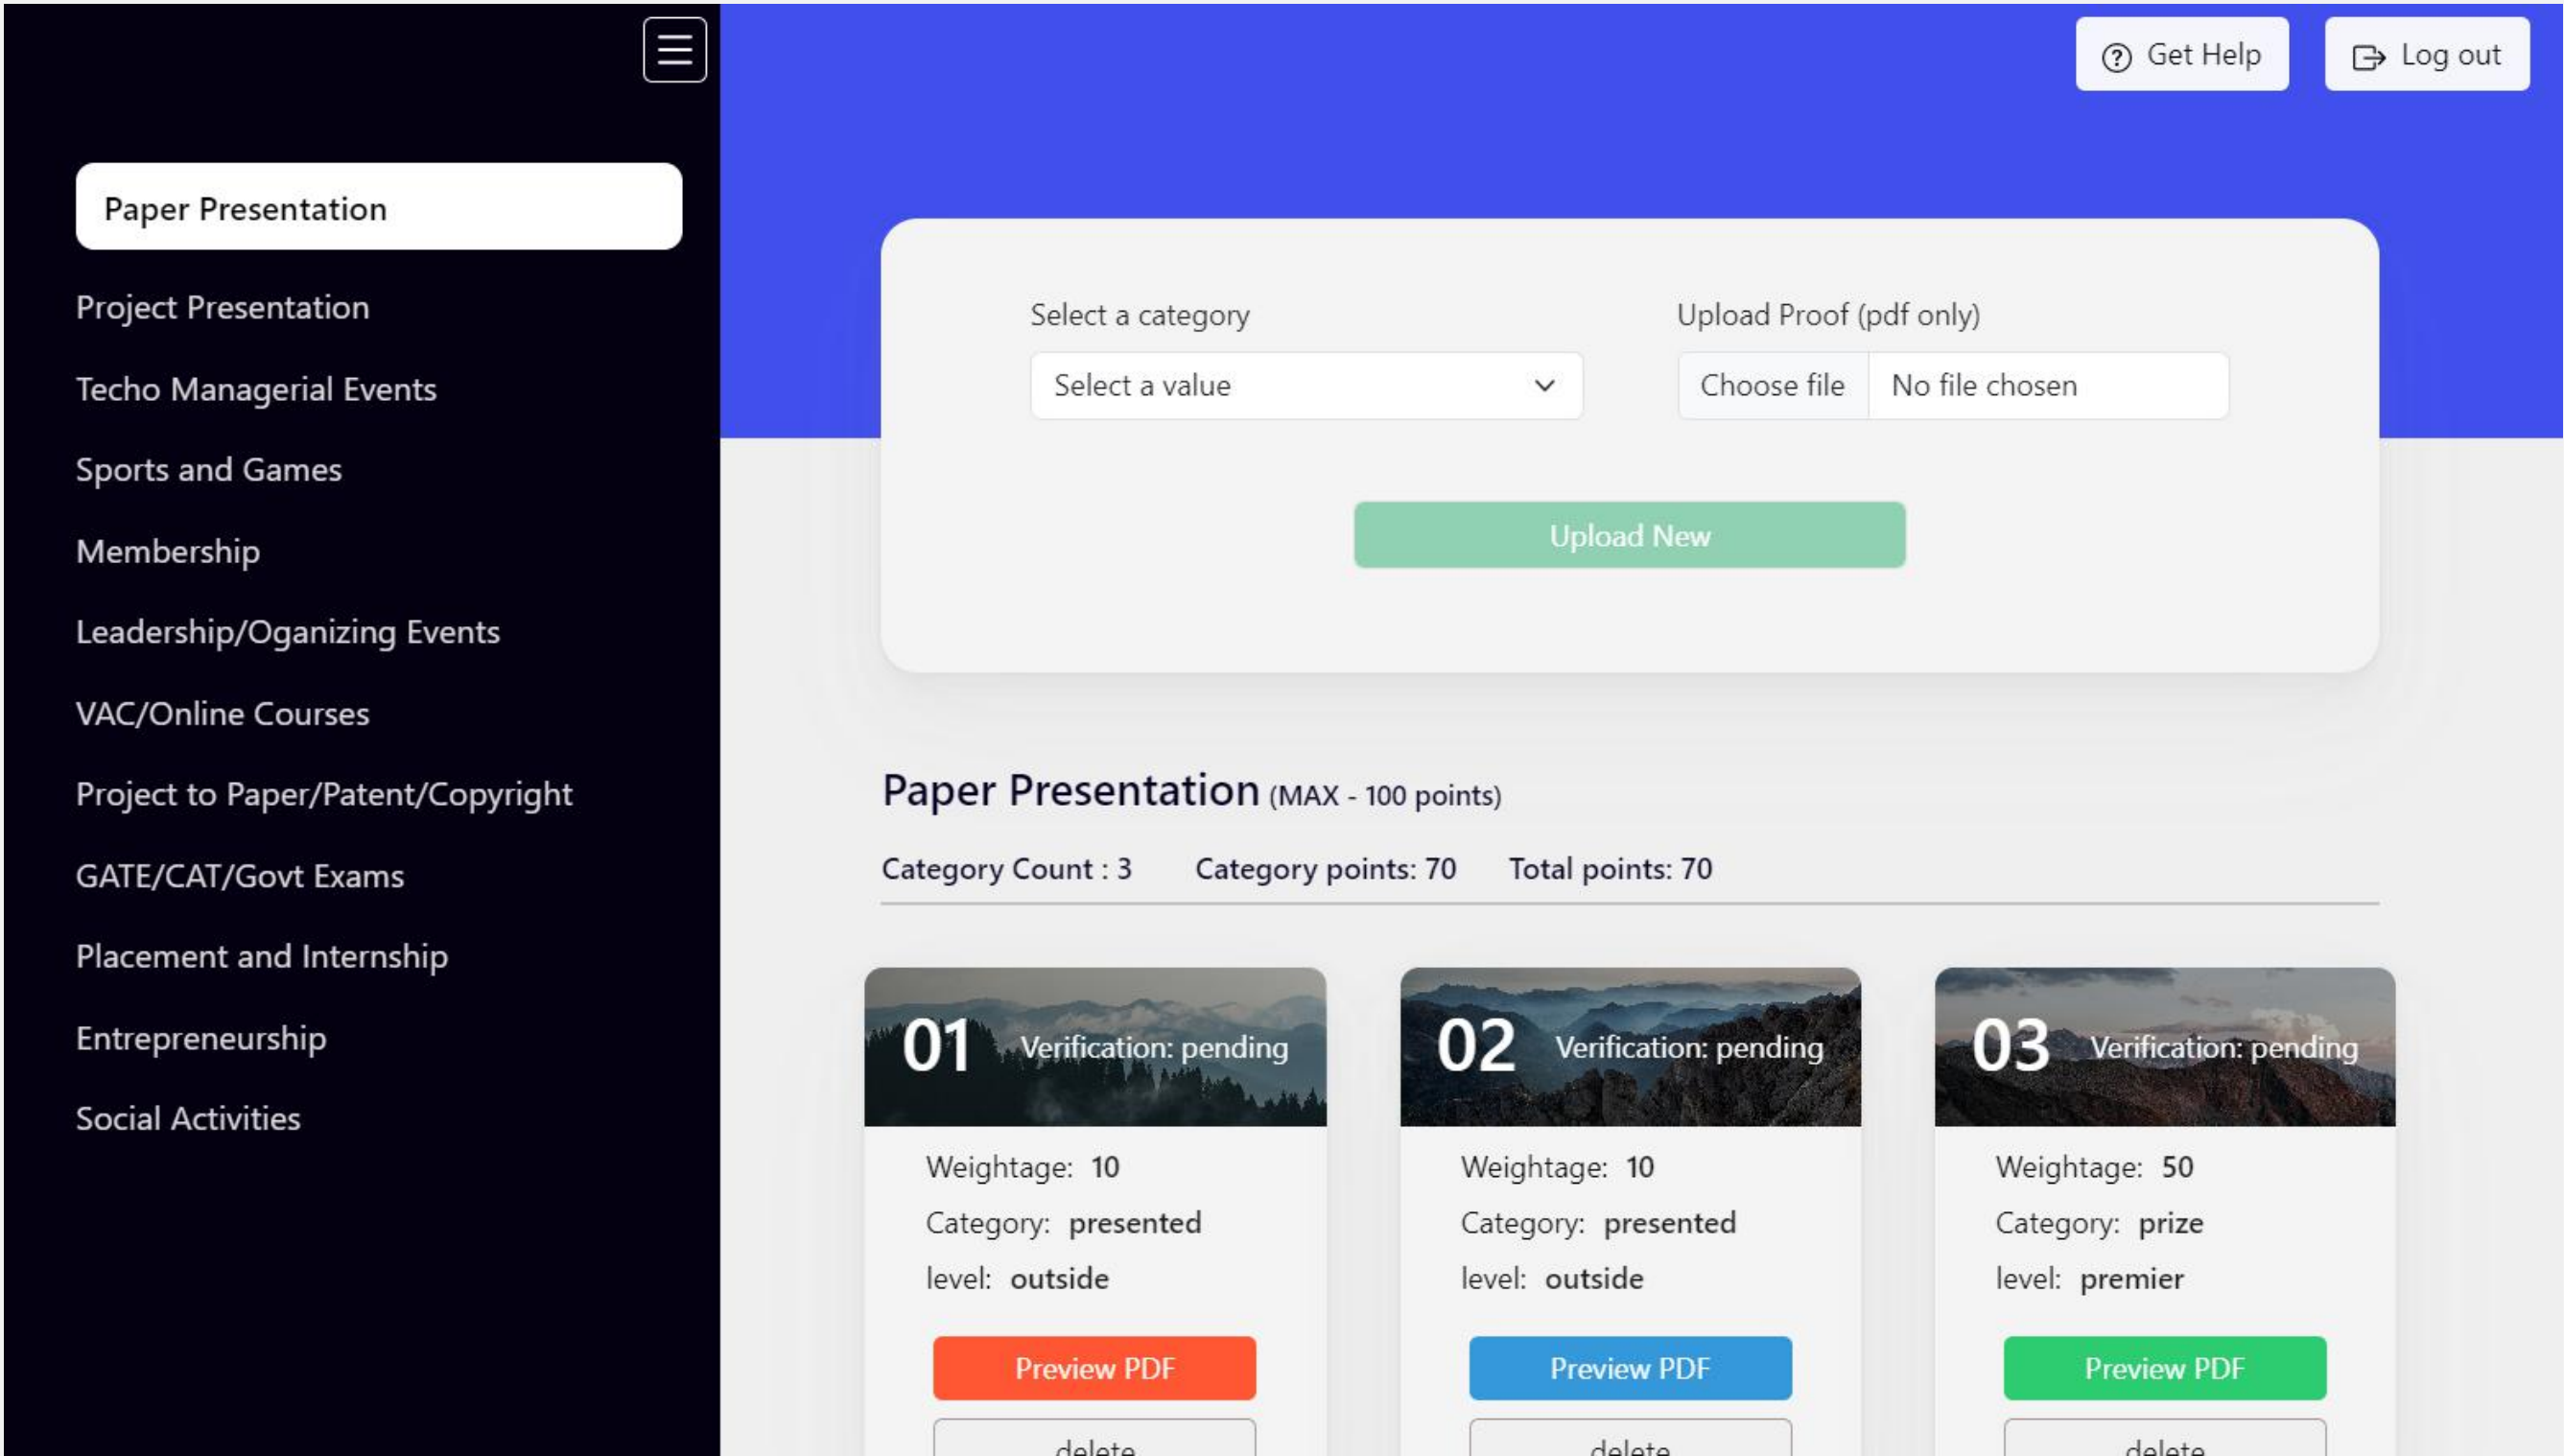 Get Help
Log out
Paper Presentation
Project Presentation
Techo Managerial Events
Sports and Games
Membership
Leadership/Oganizing Events
VAC/Online Courses
Project to Paper/Patent/Copyright
GATE/CAT/Govt Exams
Placement and Internship
Entrepreneurship
Social Activities
Select a category
Select a value
Upload Proof (pdf only)
Choose file No file chosen
Upload New
Paper Presentation (MAX - 100 points)
Category Count : 3 Category points: 70 Total points: 70
01 Verification: pending
Weightage: 10
Category: presented
level: outside
Preview PDF
delete
02 Verification: pending
Weightage: 10
Category: presented
level: outside
Preview PDF
delete
03 Verification: pending
Weightage: 50
Category: prize
level: premier
Preview PDF
delete